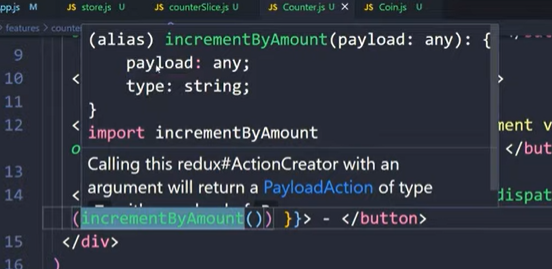 pp.js M JS store.js U JS counterSlice.js U JS Counter.js U X JS Coin.js U
features > count
(alias) incrementByAmount(payload: any): {
9
payload: any;
10 <
type: string;
11
}
12 <
import incrementByAmount
ment v
</but
13
Calling this redux#ActionCreator with an
14 <
argument will return a PayloadAction of type
dispat
(incrementByAmount()) }}> - </button>
15 </div>
16 )